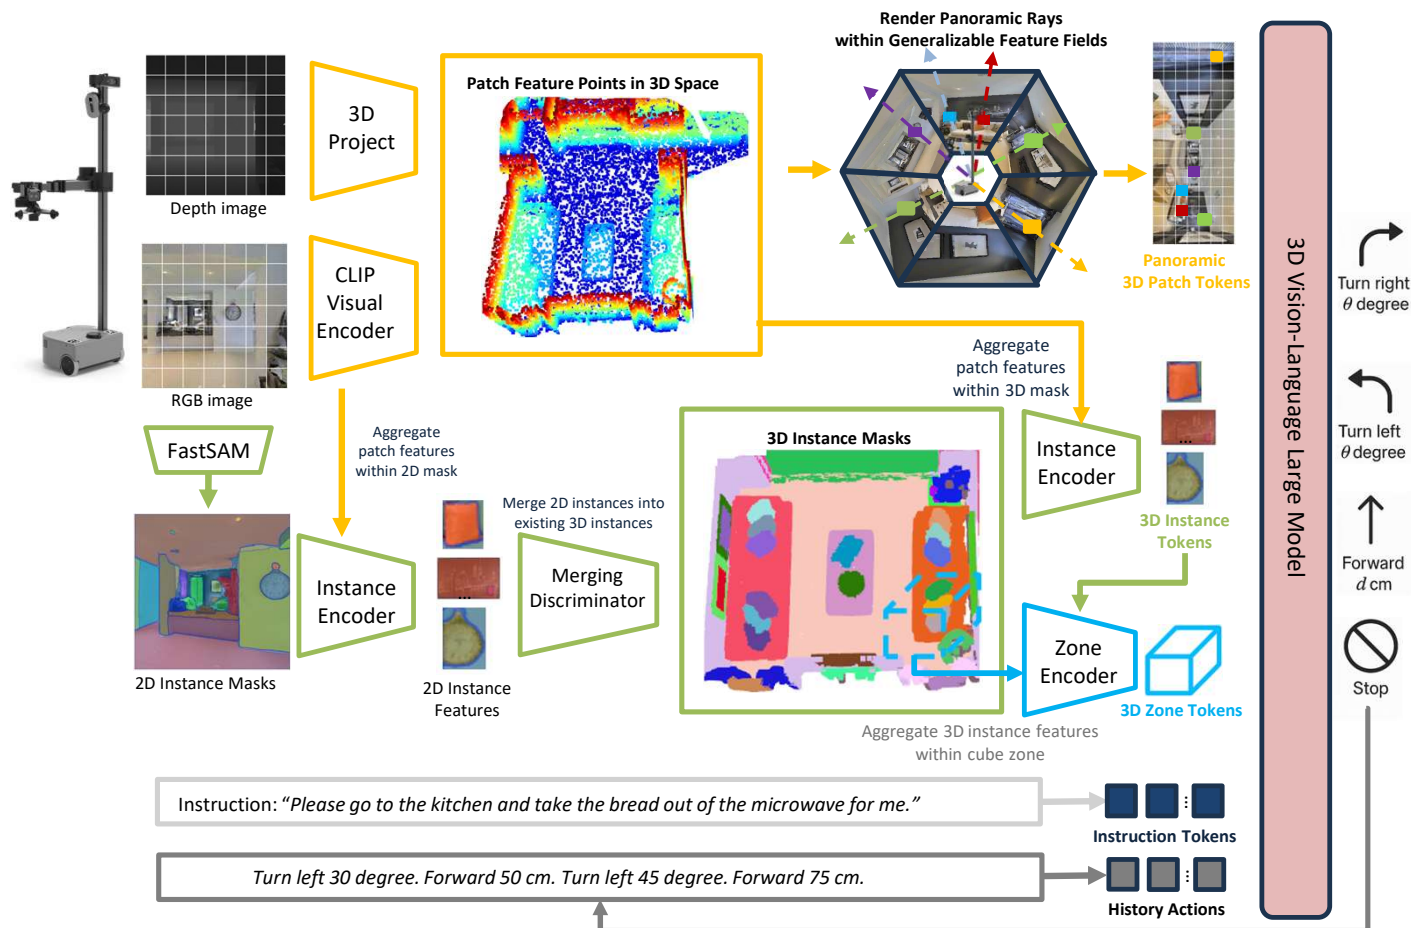 Render Panoramic Rays
within Generalizable Feature Fields
Patch Feature Points in 3D Space
3D
Project
Depth image
CLIP
Visual
Encoder
RGB image
Panoramic
3D Patch Tokens
3D Vision-Language Large Model
Turn right
θ degree
Turn left
θ degree
Forward
d cm
Stop
FastSAM
Aggregate
patch features
within 2D mask
Aggregate
patch features
within 3D mask
Merge 2D instances into
existing 3D instances
3D Instance Masks
Instance
Encoder
3D Instance
Tokens
Instance
Encoder
Merging
Discriminator
2D Instance Masks
2D Instance
Features
Zone
Encoder
3D Zone Tokens
Aggregate 3D instance features
within cube zone
Instruction: “Please go to the kitchen and take the bread out of the microwave for me.”
Instruction Tokens
Turn left 30 degree. Forward 50 cm. Turn left 45 degree. Forward 75 cm.
History Actions